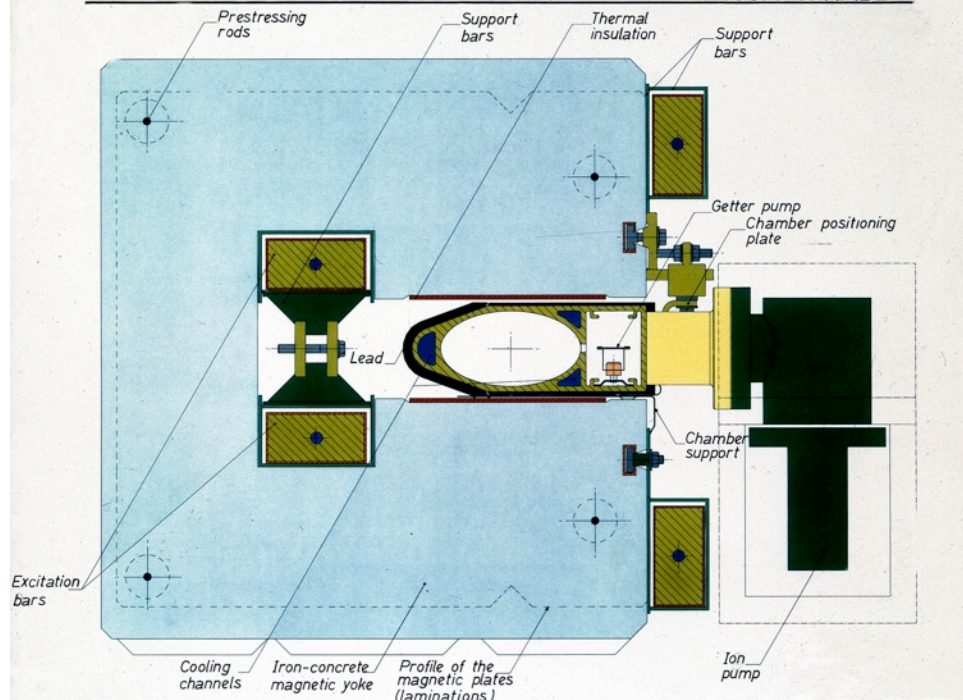 Prestressing
rods
Support
bars
Thermal
insulation
Support
bars
Getter pump
Chamber positioning
plate
Lead
Chamber
support
Excitation
bars
Cooling
channels
Iron-concrete
magnetic yoke
Profile of the
magnetic plates
(laminations)
Ion
pump